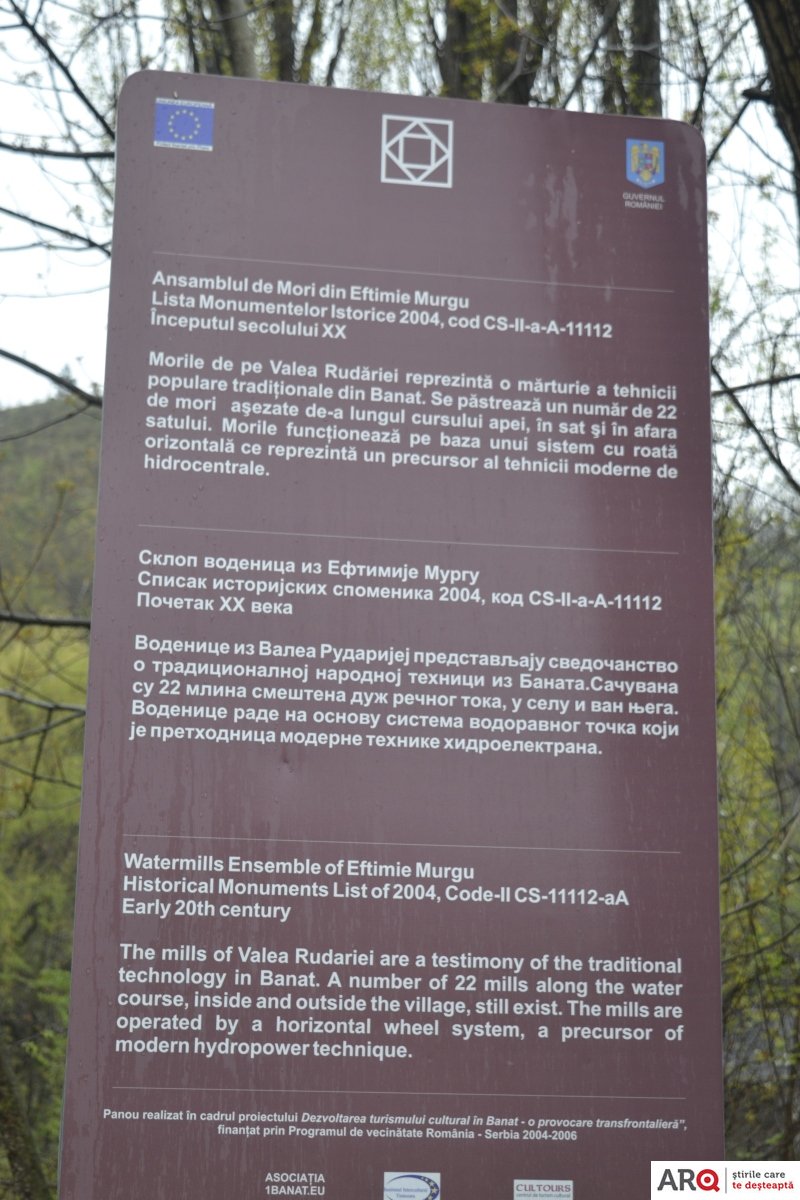 UNIUNEA EUROPEANĂ
GUVERNUL
ROMÂNIEI
Ansamblul de Mori din Eftimie Murgu
Lista Monumentelor Istorice 2004, cod CS-II-a-A-11112
Începutul secolului XX
Morile de pe Valea Rudăriei reprezintă o mărturie a tehnicii
populare tradiționale din Banat. Se păstrează un număr de 22
de mori așezate de-a lungul cursului apei, în sat și în afara
satului. Morile funcționează pe baza unui sistem cu roată
orizontală ce reprezintă un precursor al tehnicii moderne de
hidrocentrale.
Склоп воденица из Ефтимије Мургу
Списак историјских споменика 2004, код CS-II-a-A-11112
Почетак XX века
Воденице из Валеа Рударијеј представљају сведочанство
о традиционалној народној техници из Баната.Сачувана
су 22 млина смештена дуж речног тока, у селу и ван њега.
Воденице раде на основу система водоравног точка који
је претходница модерне технике хидроелектрана.
Watermills Ensemble of Eftimie Murgu
Historical Monuments List of 2004, Code-II CS-11112-aA
Early 20th century
The mills of Valea Rudariei are a testimony of the traditional
technology in Banat. A number of 22 mills along the water
course, inside and outside the village, still exist. The mills are
operated by a horizontal wheel system, a precursor of
modern hydropower technique.
Panou realizat în cadrul proiectului Dezvoltarea turismului cultural în Banat - o provocare transfrontalieră”,
finanțat prin Programul de vecinătate România - Serbia 2004-2006
ASOCIAȚIA
1BANAT.EU
CULTOURS
ARQ știrile care
te deșteaptă